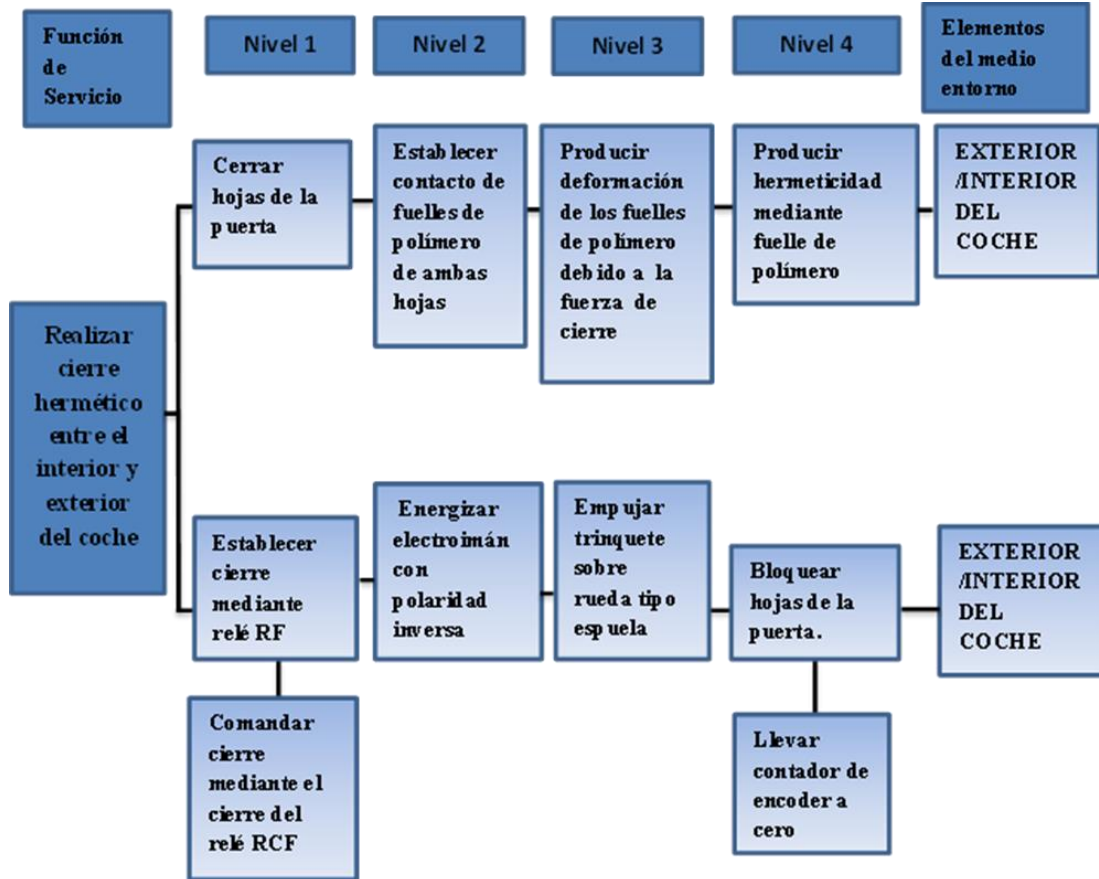 Función
de
Servicio
Nivel 1
Nivel 2
Nivel 3
Nivel 4
Elementos
del medio
entorno
Realizar
cierre
hermético
entre el
interior y
exterior
del coche
Cerrar
hojas de la
puerta
Establecer
contacto de
fuelles de
polímero
de ambas
hojas
Producir
deformación
de los fuelles
de polímero
debido a la
fuerza de
cierre
Producir
hermeticidad
mediante
fuelle de
polímero
EXTERIOR
/INTERIOR
DEL
COCHE
Establecer
cierre
mediante
relé RF
Energizar
electroimán
con
polaridad
inversa
Empujar
trinquete
sobre
rueda tipo
espuela
Bloquear
hojas de la
puerta.
EXTERIOR
/INTERIOR
DEL
COCHE
Comandar
cierre
mediante el
cierre del
relé RCF
Llevar
contador de
encoder a
cero